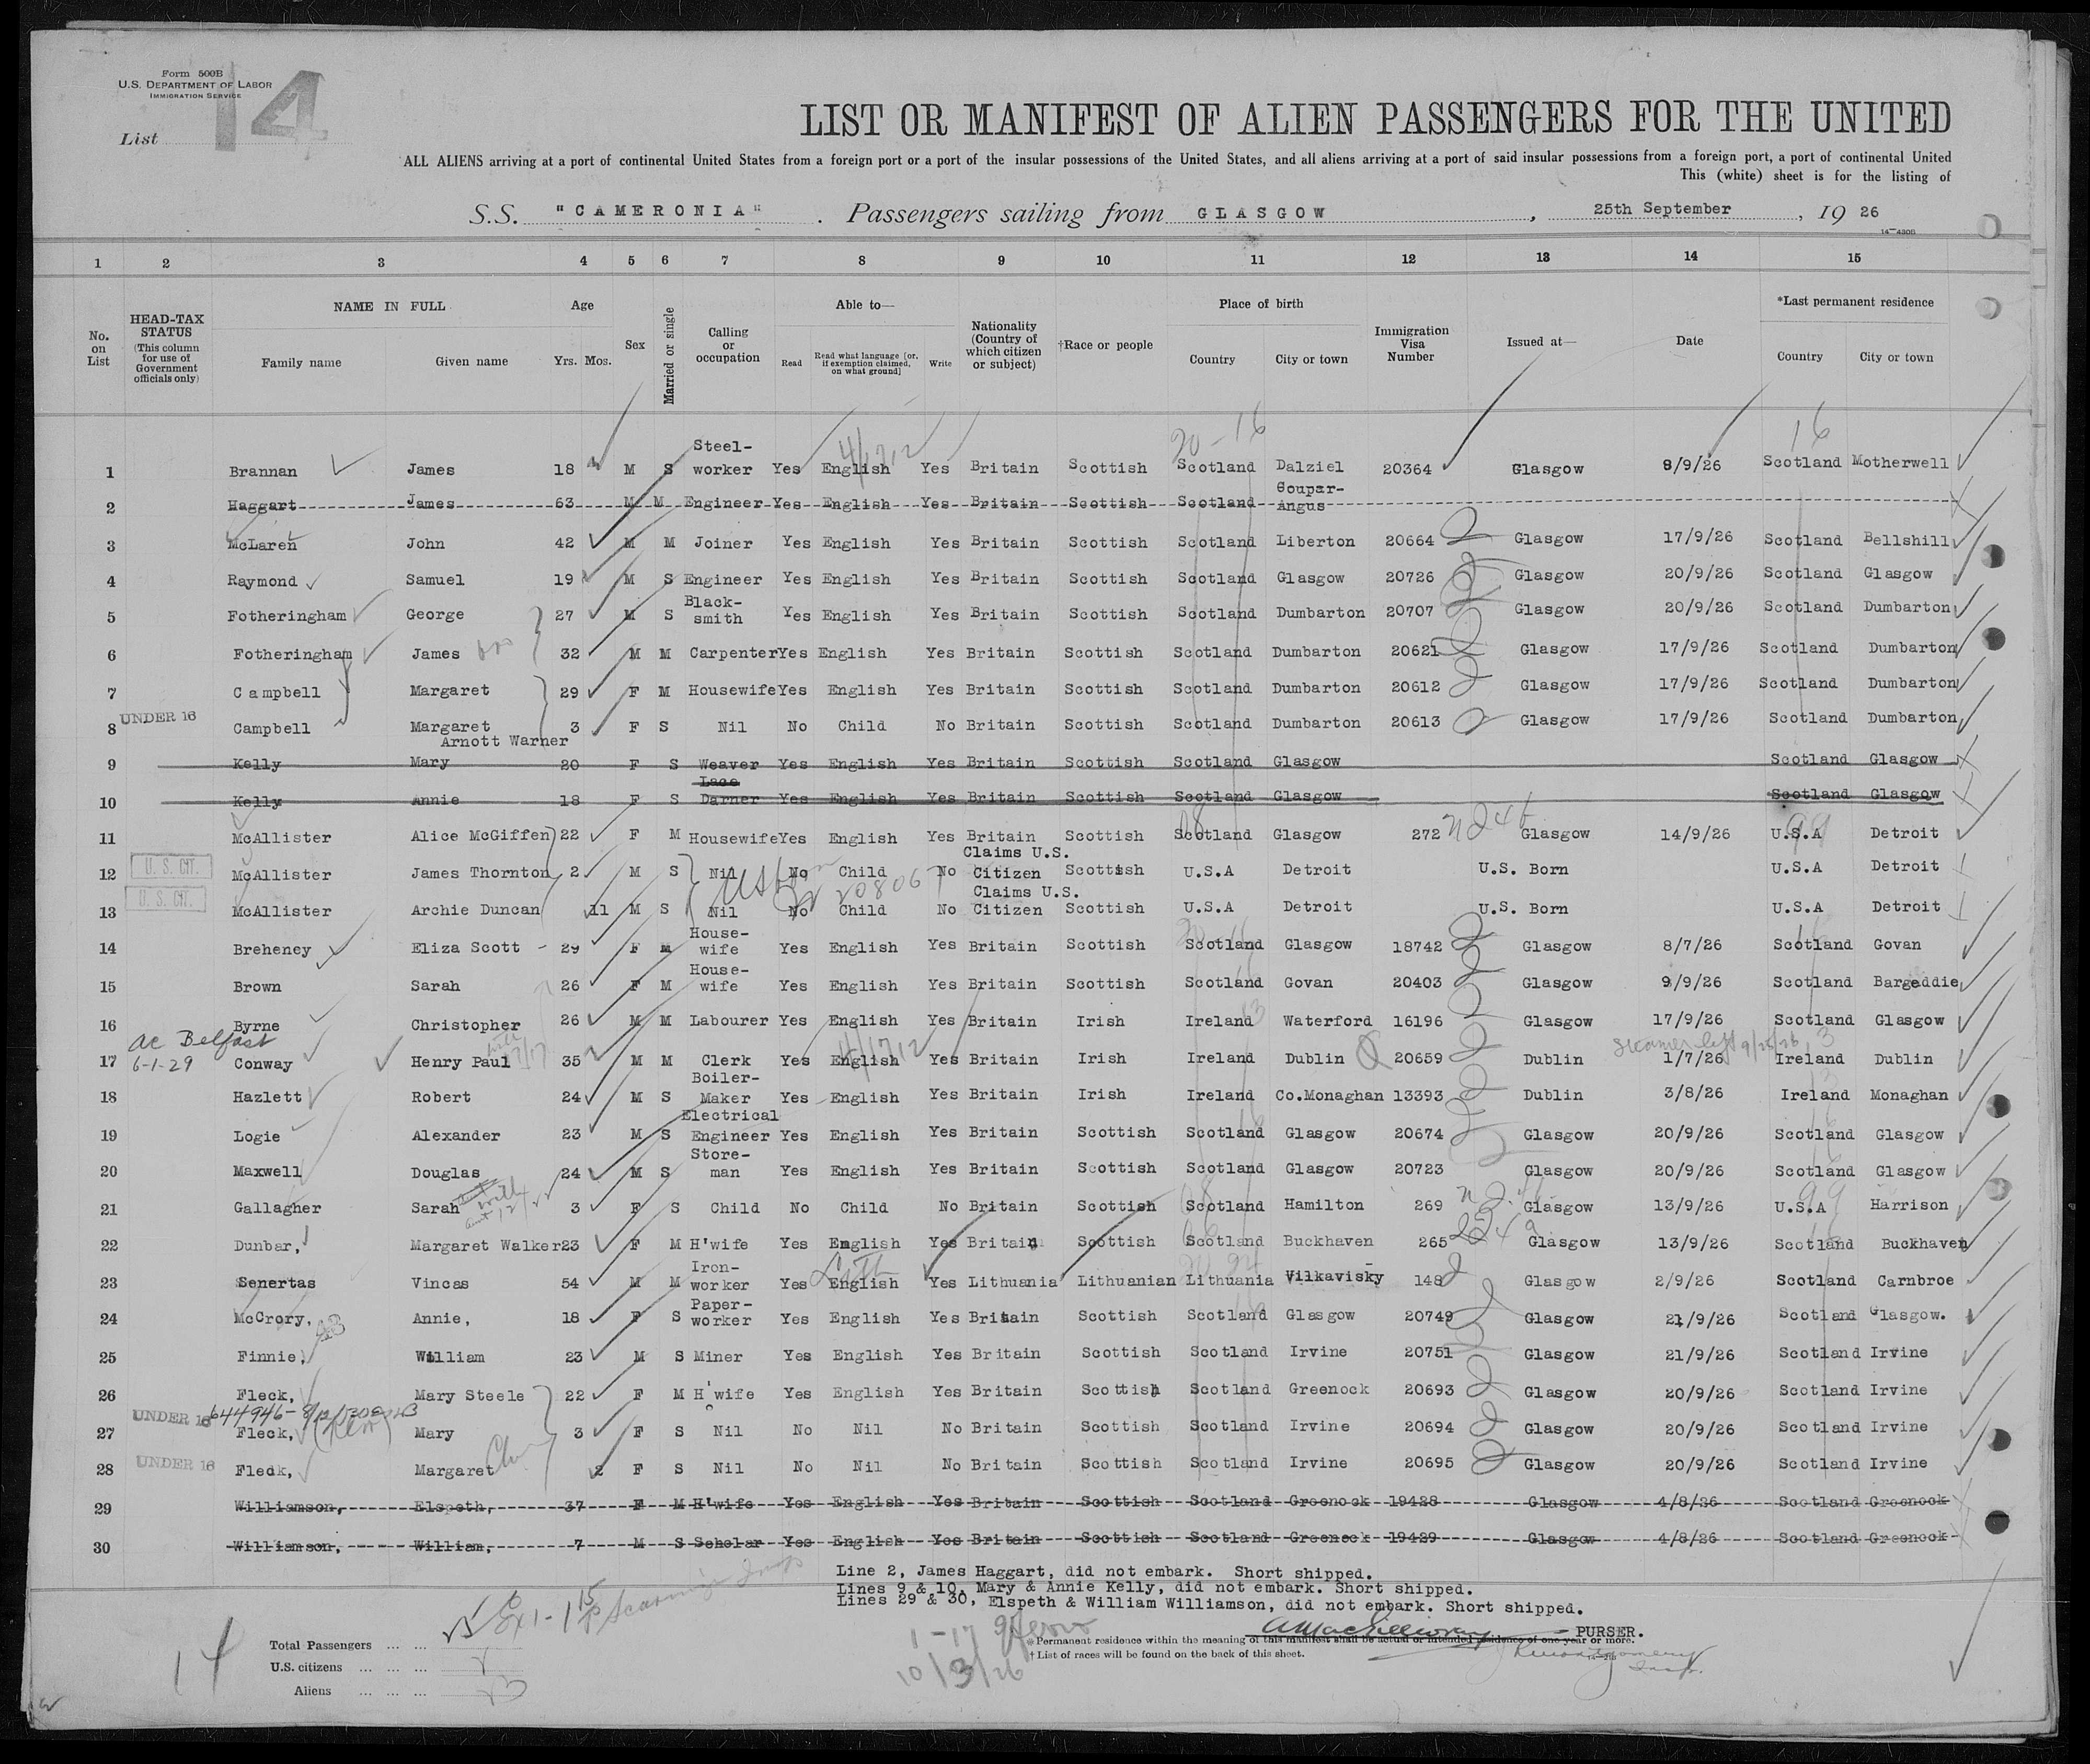 Form 500B
U.S. DEPARTMENT OF LABOR
IMMIGRATION SERVICE
List 14
LIST OR MANIFEST OF ALIEN PASSENGERS FOR THE UNITED
ALL ALIENS arriving at a port of continental United States from a foreign port or a port of the insular possessions of the United States, and all aliens arriving at a port of said insular possessions from a foreign port, a port of continental United
This (white) sheet is for the listing of
S.S. "CAMERONIA". Passengers sailing from GLASGOW, 25th September, 19 26
14—430B
1 2 3 4 5 6 7 8 9 10 11 12 13 14 15
No. on List
HEAD-TAX STATUS (This column for use of Government officials only)
NAME IN FULL
Family name Given name
Age
Yrs. Mos.
Sex
Married or single
Calling or occupation
Able to—
Read Read what language [or, if exemption claimed, on what ground] Write
Nationality (Country of which citizen or subject)
†Race or people
Place of birth
Country City or town
Immigration Visa Number
Issued at—
Date
*Last permanent residence
Country City or town
20-16 16
1 Brannan James 18 M S Steel-worker Yes English Yes Britain Scottish Scotland Dalziel 20364 Glasgow 8/9/26 Scotland Motherwell
2 Haggart James 63 M M Engineer Yes English Yes Britain Scottish Scotland Coupar-Angus
3 McLaren John 42 M M Joiner Yes English Yes Britain Scottish Scotland Liberton 20664 Glasgow 17/9/26 Scotland Bellshill
4 Raymond Samuel 19 M S Engineer Yes English Yes Britain Scottish Scotland Glasgow 20726 Glasgow 20/9/26 Scotland Glasgow
5 Fotheringham George 27 M S Black-smith Yes English Yes Britain Scottish Scotland Dumbarton 20707 Glasgow 20/9/26 Scotland Dumbarton
6 Fotheringham James bro 32 M M Carpenter Yes English Yes Britain Scottish Scotland Dumbarton 20621 Glasgow 17/9/26 Scotland Dumbarton
7 Campbell Margaret 29 F M Housewife Yes English Yes Britain Scottish Scotland Dumbarton 20612 Glasgow 17/9/26 Scotland Dumbarton
UNDER 16
8 Campbell Margaret Arnott Warner 3 F S Nil No Child No Britain Scottish Scotland Dumbarton 20613 Glasgow 17/9/26 Scotland Dumbarton
9 Kelly Mary 20 F S Weaver Yes English Yes Britain Scottish Scotland Glasgow Scotland Glasgow
10 Kelly Annie 18 F S Lace Darner Yes English Yes Britain Scottish Scotland Glasgow Scotland Glasgow
11 McAllister Alice McGiffen 22 F M Housewife Yes English Yes Britain Scottish Scotland Glasgow 272 Glasgow 14/9/26 U.S.A Detroit
U. S. CIT.
12 McAllister James Thornton 2 M S Nil No Child No Claims U.S. Citizen Scottish U.S.A Detroit U.S. Born U.S.A Detroit
U. S. CIT.
13 McAllister Archie Duncan 11 M S Nil No Child No Claims U.S. Citizen Scottish U.S.A Detroit U.S. Born U.S.A Detroit
14 Breheney Eliza Scott - 29 F M House-wife Yes English Yes Britain Scottish Scotland Glasgow 18742 Glasgow 8/7/26 Scotland Govan
15 Brown Sarah 26 F M House-wife Yes English Yes Britain Scottish Scotland Govan 20403 Glasgow 9/9/26 Scotland Bargeddie
16 Byrne Christopher 26 M M Labourer Yes English Yes Britain Irish Ireland Waterford 16196 Glasgow 17/9/26 Scotland Glasgow
ac Belfast
6-1-29
17 Conway Henry Paul 35 M M Clerk Yes English Yes Britain Irish Ireland Dublin 20659 Dublin 1/7/26 Ireland Dublin
18 Hazlett Robert 24 M S Boiler-Maker Yes English Yes Britain Irish Ireland Co.Monaghan 13393 Dublin 3/8/26 Ireland Monaghan
19 Logie Alexander 23 M S Electrical Engineer Yes English Yes Britain Scottish Scotland Glasgow 20674 Glasgow 20/9/26 Scotland Glasgow
20 Maxwell Douglas 24 M S Store-man Yes English Yes Britain Scottish Scotland Glasgow 20723 Glasgow 20/9/26 Scotland Glasgow
21 Gallagher Sarah 3 F S Child No Child No Britain Scottish Scotland Hamilton 269 Glasgow 13/9/26 U.S.A Harrison
22 Dunbar, Margaret Walker 23 F M H'wife Yes English Yes Britain Scottish Scotland Buckhaven 265 Glasgow 13/9/26 Scotland Buckhaven
23 Senertas Vincas 54 M M Iron-worker Yes English Lith Yes Lithuania Lithuanian Lithuania Vilkavisky 148 Glasgow 2/9/26 Scotland Carnbroe
24 McCrory, Annie, 18 F S Paper-worker Yes English Yes Britain Scottish Scotland Glasgow 20749 Glasgow 21/9/26 Scotland Glasgow.
25 Finnie, William 23 M S Miner Yes English Yes Britain Scottish Scotland Irvine 20751 Glasgow 21/9/26 Scotland Irvine
26 Fleck, Mary Steele 22 F M H'wife Yes English Yes Britain Scottish Scotland Greenock 20693 Glasgow 20/9/26 Scotland Irvine
UNDER 16
27 Fleck, Mary 3 F S Nil No Nil No Britain Scottish Scotland Irvine 20694 Glasgow 20/9/26 Scotland Irvine
UNDER 16
28 Fleck, Margaret 2 F S Nil No Nil No Britain Scottish Scotland Irvine 20695 Glasgow 20/9/26 Scotland Irvine
29 Williamson, Elspeth, 37 F M H'wife Yes English Yes Britain Scottish Scotland Greenock 19428 Glasgow 4/8/26 Scotland Greenock
30 Williamson, William, 7 M S Scholar Yes English Yes Britain Scottish Scotland Greenock 19429 Glasgow 4/8/26 Scotland Greenock
Line 2, James Haggart, did not embark. Short shipped.
Lines 9 & 10, Mary & Annie Kelly, did not embark. Short shipped.
Lines 29 & 30, Elspeth & William Williamson, did not embark. Short shipped.
PURSER.
14
Total Passengers
U.S. citizens
Aliens
10/3/26
*Permanent residence within the meaning of this manifest shall be actual or intended residence of one year or more.
†List of races will be found on the back of this sheet.